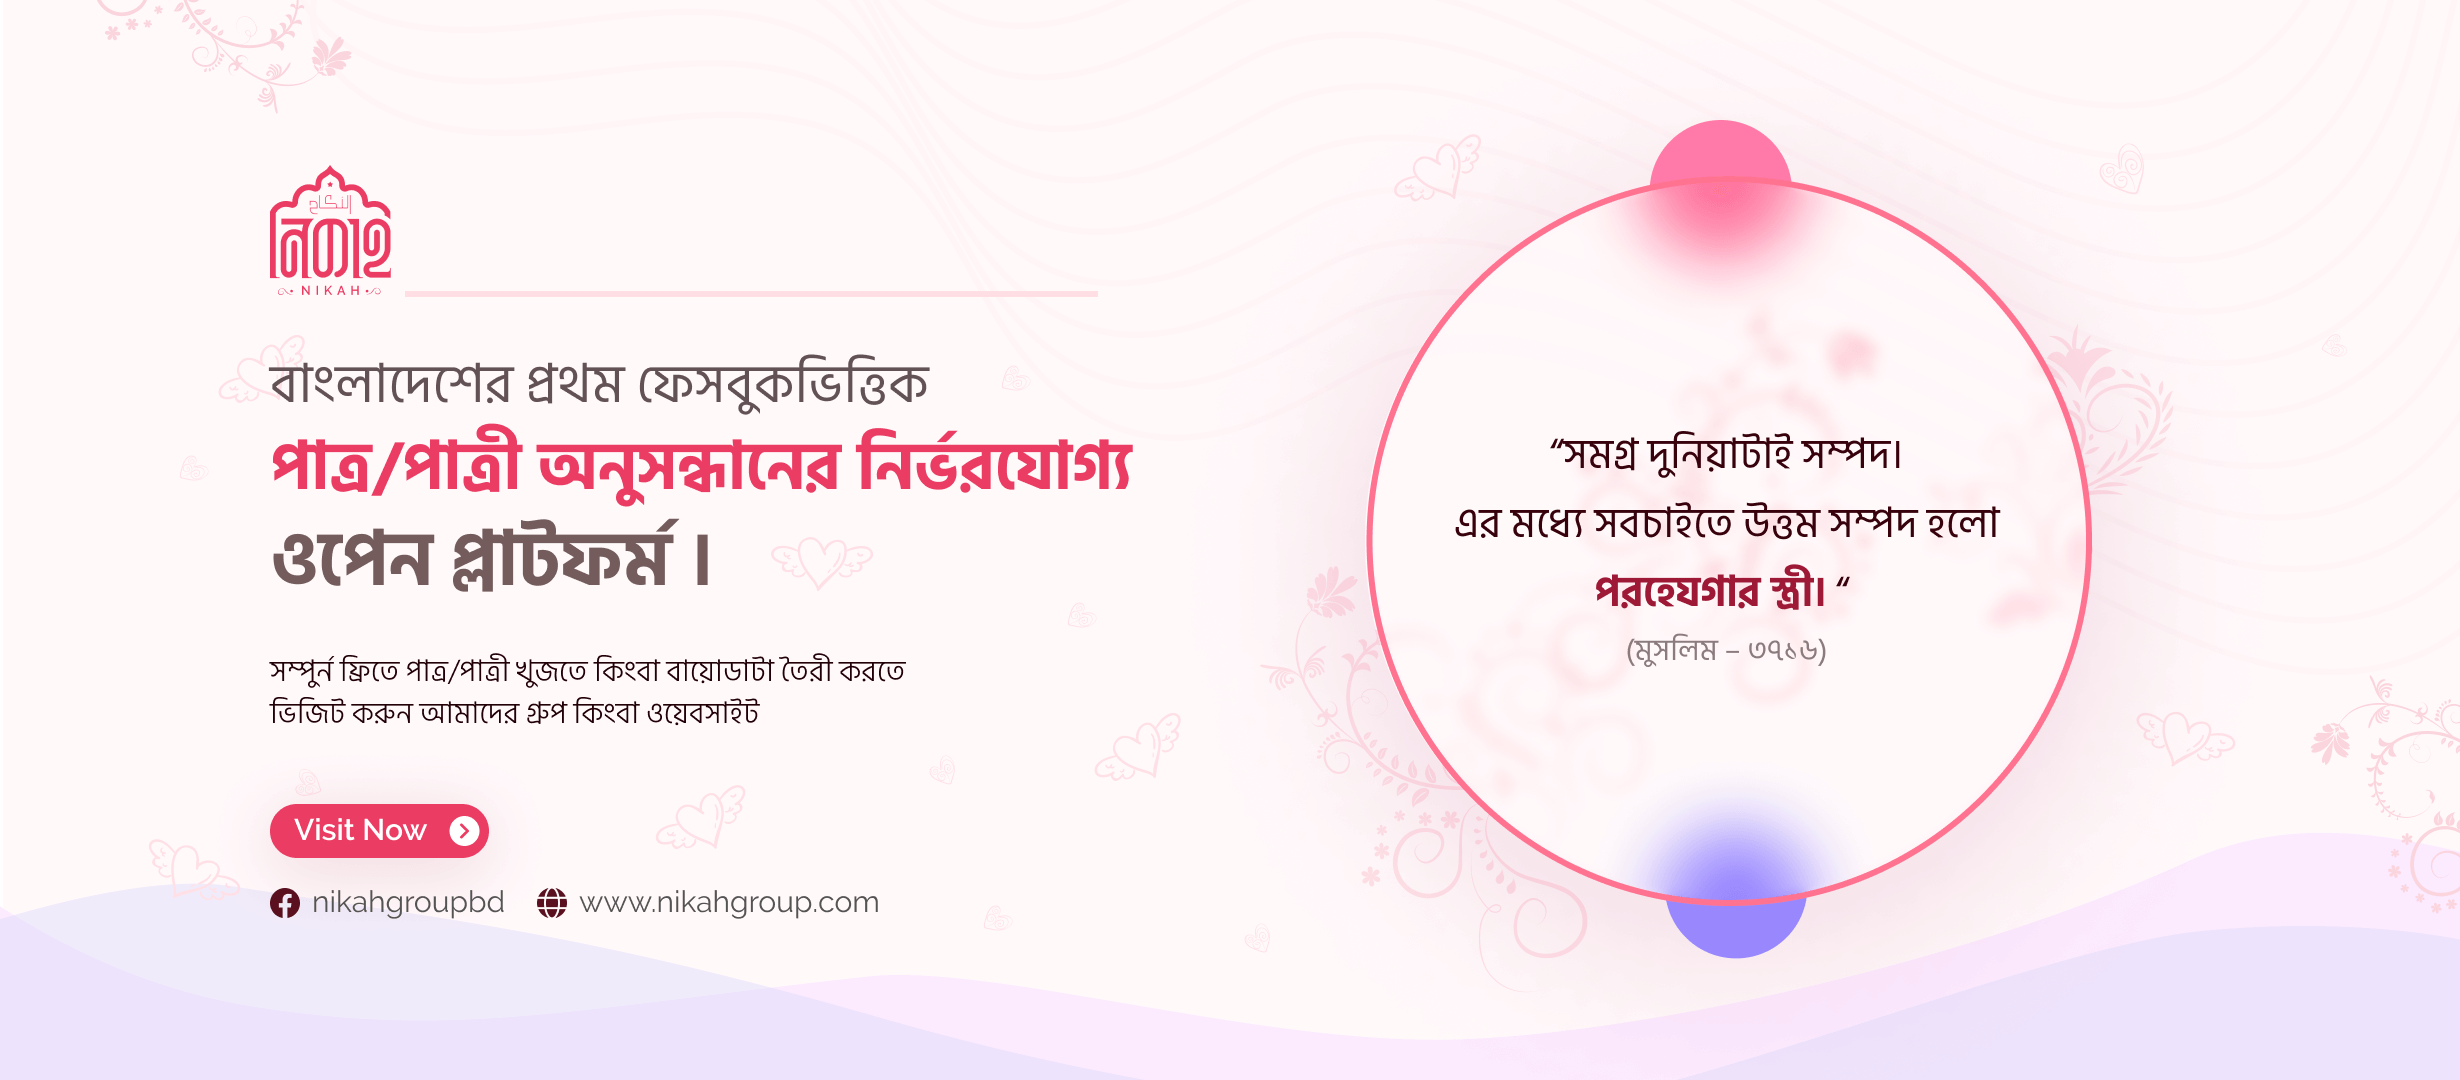 النكاح
নিকাহ
NIKAH
বাংলাদেশের প্রথম ফেসবুকভিত্তিক
পাত্র/পাত্রী অনুসন্ধানের নির্ভরযোগ্য
ওপেন প্লাটফর্ম ।
সম্পুর্ন ফ্রিতে পাত্র/পাত্রী খুজতে কিংবা বায়োডাটা তৈরী করতে
ভিজিট করুন আমাদের গ্রুপ কিংবা ওয়েবসাইট
Visit Now
nikahgroupbd www.nikahgroup.com
“সমগ্র দুনিয়াটাই সম্পদ।
এর মধ্যে সবচাইতে উত্তম সম্পদ হলো
পরহেযগার স্ত্রী। “
(মুসলিম – ৩৭১৬)